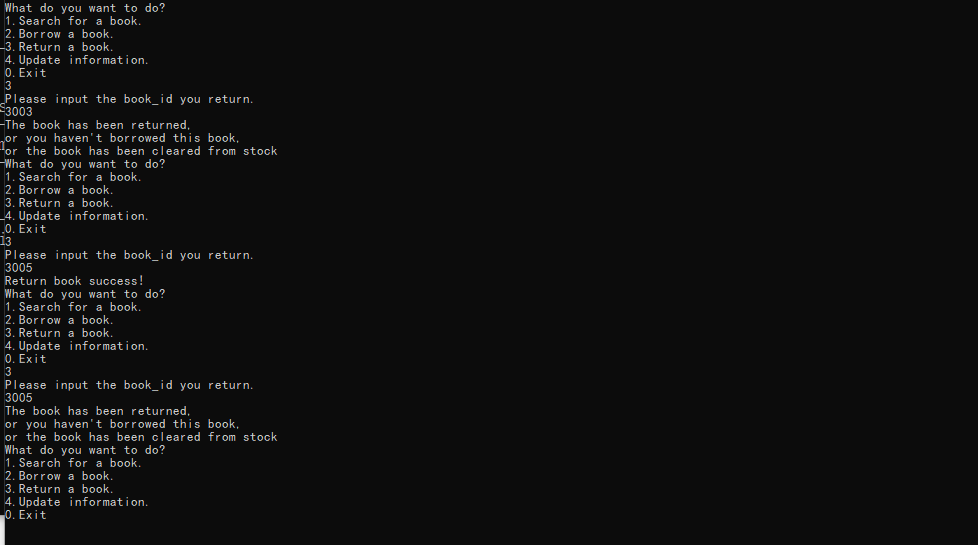 What do you want to do?
1.Search for a book.
2.Borrow a book.
3.Return a book.
4.Update information.
0.Exit
3
Please input the book_id you return.
3003
The book has been returned,
or you haven't borrowed this book,
or the book has been cleared from stock
What do you want to do?
1.Search for a book.
2.Borrow a book.
3.Return a book.
4.Update information.
0.Exit
3
Please input the book_id you return.
3005
Return book success!
What do you want to do?
1.Search for a book.
2.Borrow a book.
3.Return a book.
4.Update information.
0.Exit
3
Please input the book_id you return.
3005
The book has been returned,
or you haven't borrowed this book,
or the book has been cleared from stock
What do you want to do?
1.Search for a book.
2.Borrow a book.
3.Return a book.
4.Update information.
0.Exit